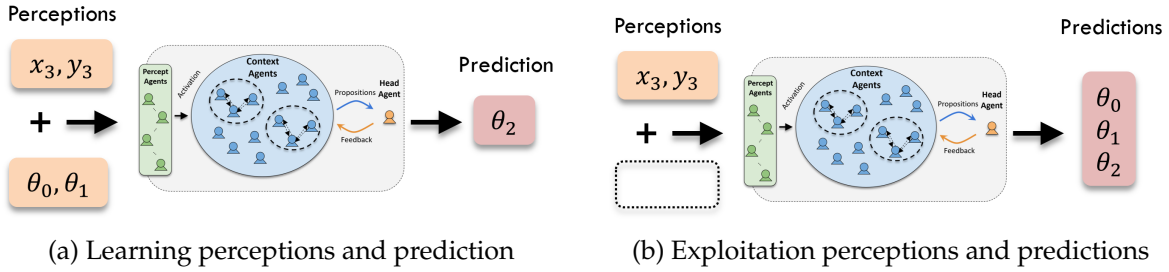 Perceptions
x₃, y₃
+
θ₀, θ₁
Percept
Agents
Activation
Context
Agents
Propositions
Feedback
Head
Agent
Prediction
θ₂
(a) Learning perceptions and prediction
Perceptions
x₃, y₃
+
Percept
Agents
Activation
Context
Agents
Propositions
Feedback
Head
Agent
Predictions
θ₀
θ₁
θ₂
(b) Exploitation perceptions and predictions